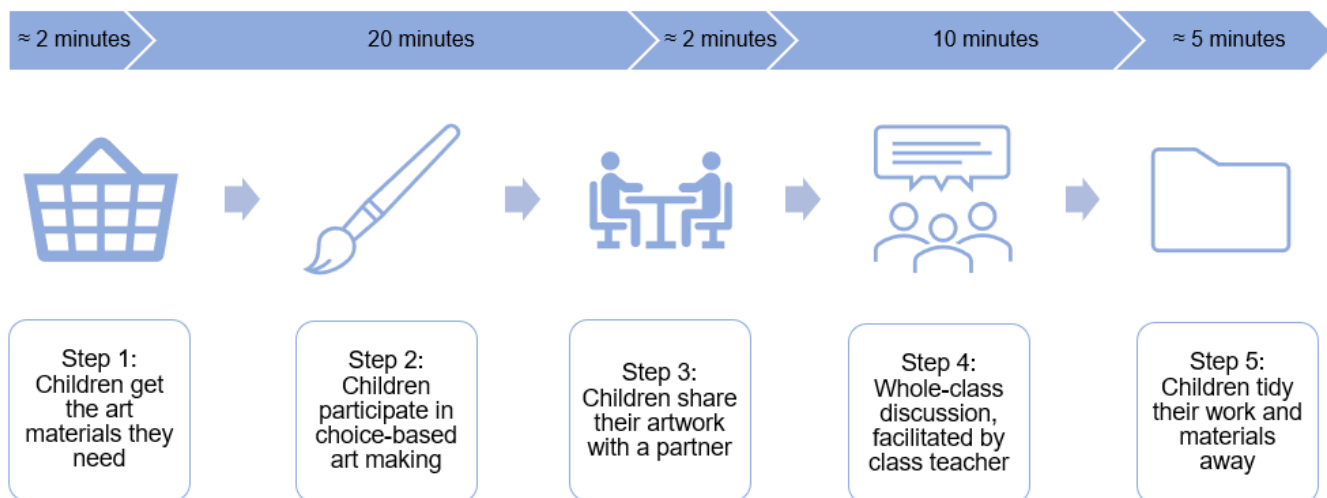 ≈ 2 minutes
20 minutes
≈ 2 minutes
10 minutes
≈ 5 minutes
Step 1:
Children get
the art
materials they
need
Step 2:
Children
participate in
choice-based
art making
Step 3:
Children share
their artwork
with a partner
Step 4:
Whole-class
discussion,
facilitated by
class teacher
Step 5:
Children tidy
their work and
materials
away